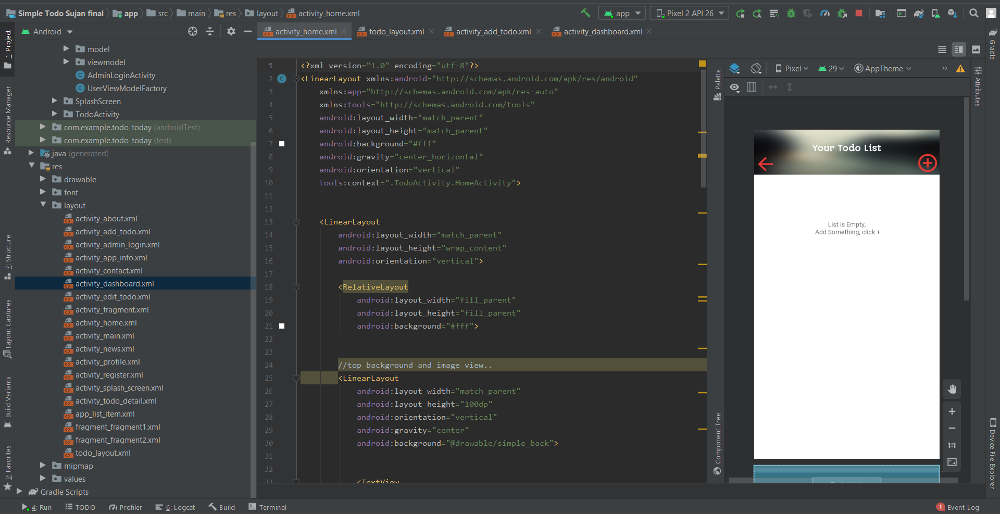 Simple Todo Sujan final app src main res layout activity_home.xml app Pixel 2 API 26
Android
activity_home.xml todo_layout.xml activity_add_todo.xml activity_dashboard.xml
1: Project
Resource Manager
7: Structure
Layout Captures
Build Variants
2: Favorites
model
viewmodel
AdminLoginActivity
UserViewModelFactory
SplashScreen
TodoActivity
com.example.todo_today (androidTest)
com.example.todo_today (test)
java (generated)
res
drawable
font
layout
activity_about.xml
activity_add_todo.xml
activity_admin_login.xml
activity_app_info.xml
activity_contact.xml
activity_dashboard.xml
activity_edit_todo.xml
activity_fragment.xml
activity_home.xml
activity_main.xml
activity_news.xml
activity_profile.xml
activity_register.xml
activity_splash_screen.xml
activity_todo_detail.xml
app_list_item.xml
fragment_fragment1.xml
fragment_fragment2.xml
todo_layout.xml
mipmap
values
Gradle Scripts
1 <?xml version="1.0" encoding="utf-8"?>
2 <LinearLayout xmlns:android="http://schemas.android.com/apk/res/android"
3 xmlns:app="http://schemas.android.com/apk/res-auto"
4 xmlns:tools="http://schemas.android.com/tools"
5 android:layout_width="match_parent"
6 android:layout_height="match_parent"
7 android:background="#fff"
8 android:gravity="center_horizontal"
9 android:orientation="vertical"
10 tools:context=".TodoActivity.HomeActivity">
11
12
13 <LinearLayout
14 android:layout_width="match_parent"
15 android:layout_height="wrap_content"
16 android:orientation="vertical">
17
18 <RelativeLayout
19 android:layout_width="fill_parent"
20 android:layout_height="fill_parent"
21 android:background="#fff">
22
23
24 //top background and image view..
25 <LinearLayout
26 android:layout_width="match_parent"
27 android:layout_height="100dp"
28 android:orientation="vertical"
29 android:gravity="center"
30 android:background="@drawable/simple_back">
31
32
33 <TextView
Palette
Component Tree
Pixel 29 AppTheme
Your Todo List
List is Empty,
Add Something, click +
1:1
Gradle
Attributes
Device File Explorer
4: Run TODO Profiler 6: Logcat Build Terminal 1 Event Log